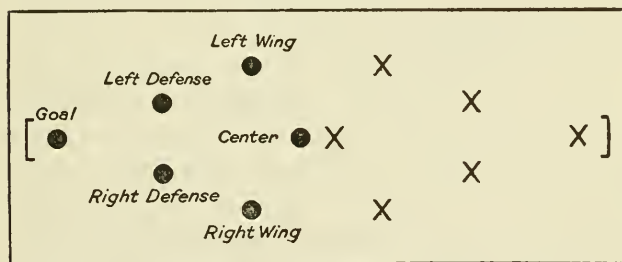 Left Wing
Left Defense
Goal
Center
Right Defense
Right Wing